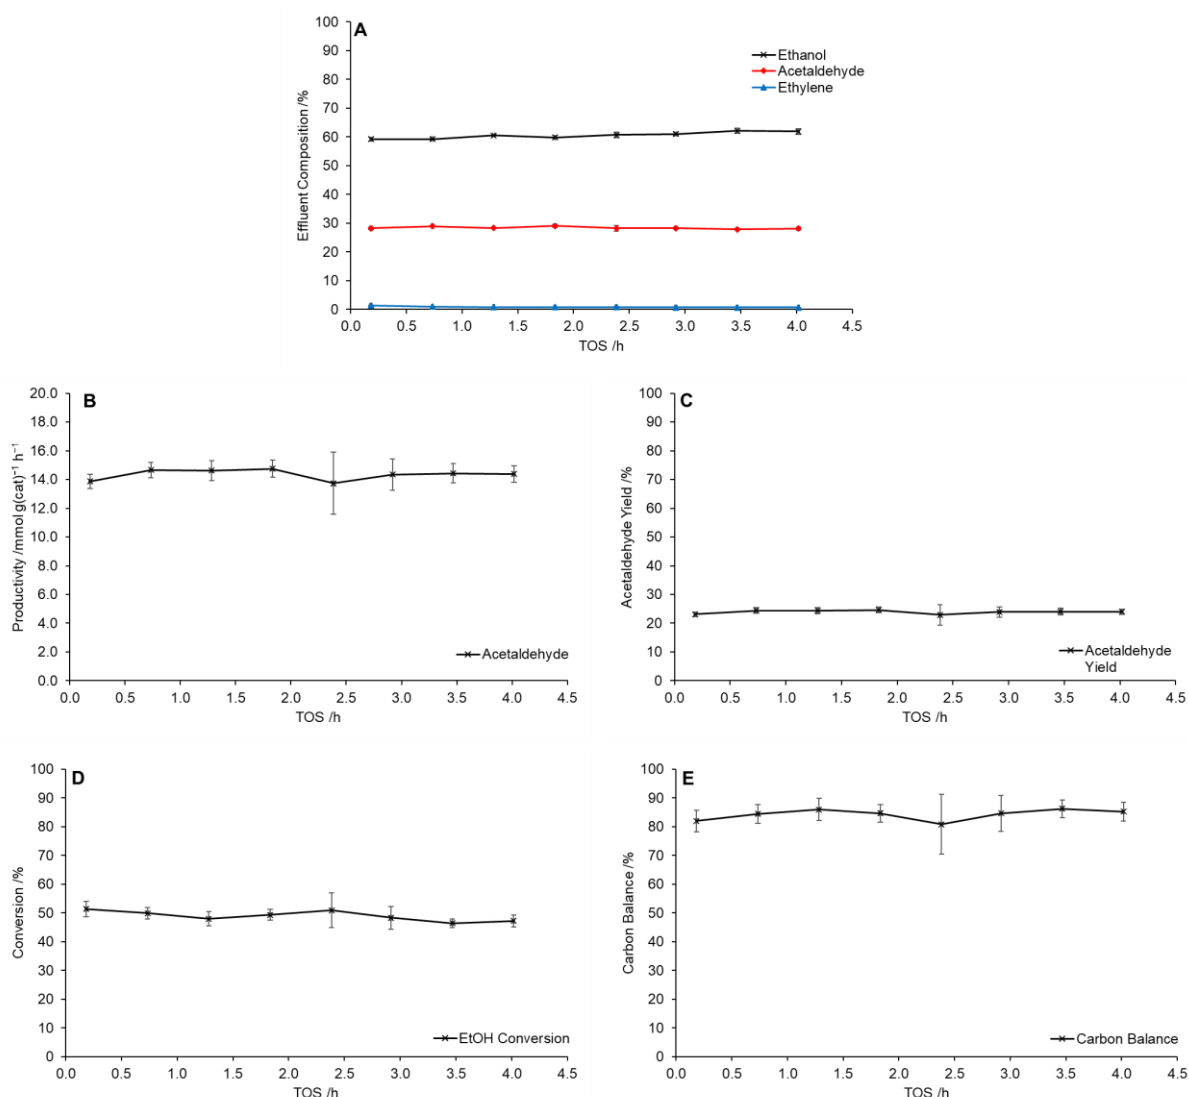 A
Effluent Composition /%
100
90
80
70
60
50
40
30
20
10
0
Ethanol
Acetaldehyde
Ethylene
0.0 0.5 1.0 1.5 2.0 2.5 3.0 3.5 4.0 4.5
TOS /h
B
Productivity /mmol g(cat)⁻¹ h⁻¹
20.0
18.0
16.0
14.0
12.0
10.0
8.0
6.0
4.0
2.0
0.0
Acetaldehyde
0.0 0.5 1.0 1.5 2.0 2.5 3.0 3.5 4.0 4.5
TOS /h
C
Acetaldehyde Yield /%
100
90
80
70
60
50
40
30
20
10
0
Acetaldehyde
Yield
0.0 0.5 1.0 1.5 2.0 2.5 3.0 3.5 4.0 4.5
TOS /h
D
Conversion /%
100
90
80
70
60
50
40
30
20
10
0
EtOH Conversion
0.0 0.5 1.0 1.5 2.0 2.5 3.0 3.5 4.0 4.5
TOS /h
E
Carbon Balance /%
100
90
80
70
60
50
40
30
20
10
0
Carbon Balance
0.0 0.5 1.0 1.5 2.0 2.5 3.0 3.5 4.0 4.5
TOS /h